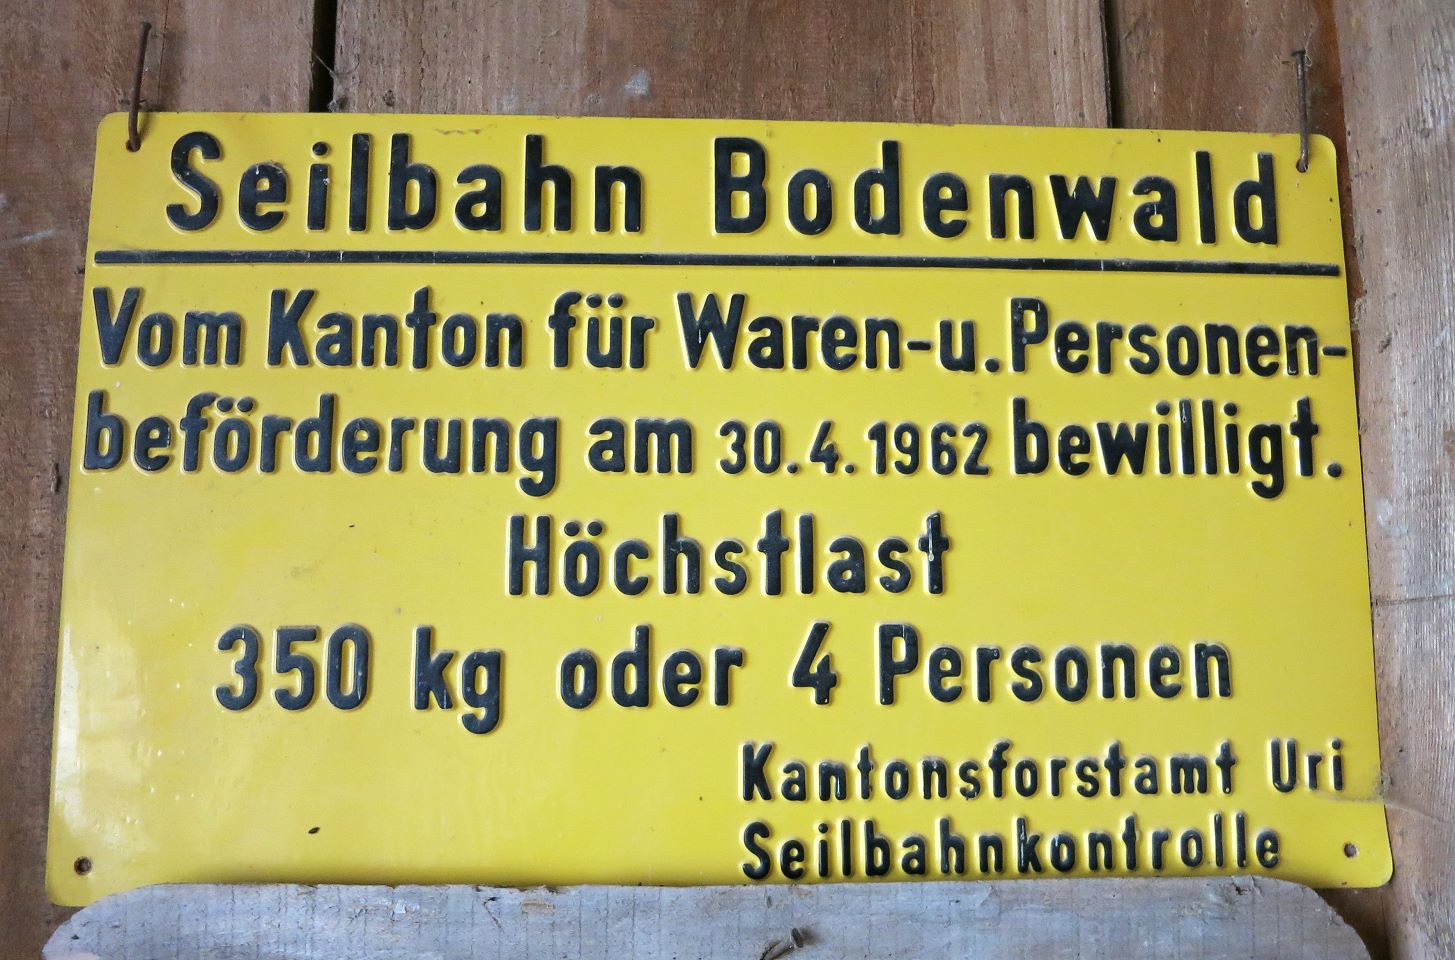 Seilbahn Bodenwald
Vom Kanton für Waren-u.Personen-
beförderung am 30.4.1962 bewilligt.
Höchstlast
350 kg oder 4 Personen
Kantonsforstamt Uri
Seilbahnkontrolle